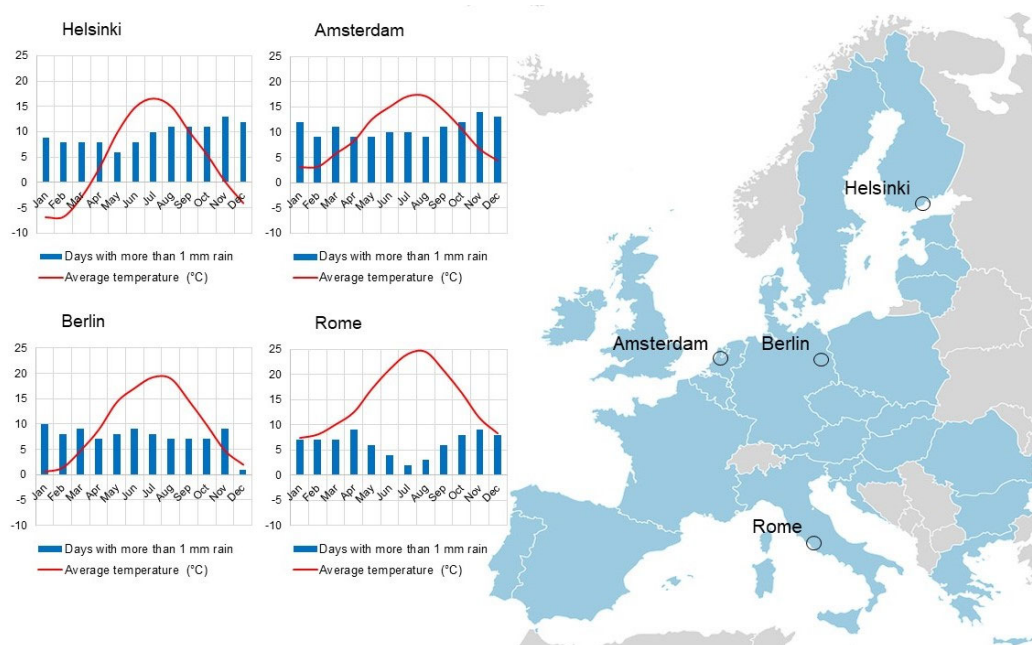 Helsinki
25
20
15
10
5
0
-5
-10
Jan Feb Mar Apr May Jun Jul Aug Sep Oct Nov Dec
Days with more than 1 mm rain
Average temperature (°C)
Amsterdam
25
20
15
10
5
0
-5
-10
Jan Feb Mar Apr May Jun Jul Aug Sep Oct Nov Dec
Days with more than 1 mm rain
Average temperature (°C)
Berlin
25
20
15
10
5
0
-5
-10
Jan Feb Mar Apr May Jun Jul Aug Sep Oct Nov Dec
Days with more than 1 mm rain
Average temperature (°C)
Rome
25
20
15
10
5
0
-5
-10
Jan Feb Mar Apr May Jun Jul Aug Sep Oct Nov Dec
Days with more than 1 mm rain
Average temperature (°C)
Helsinki
Amsterdam
Berlin
Rome